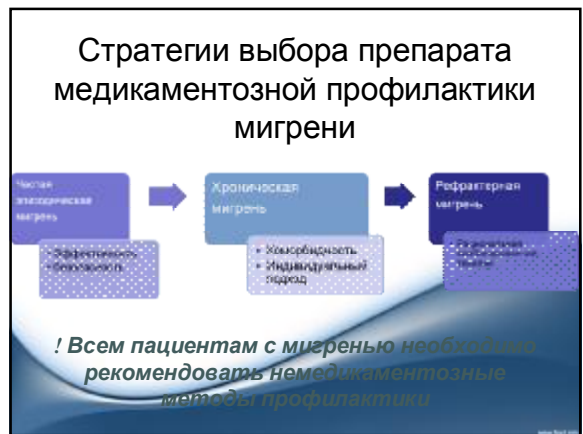 Стратегии выбора препарата
медикаментозной профилактики
мигрени
Частая
эпизодическая
мигрень
• Эффективность
• Безопасность
Хроническая
мигрень
• Коморбидность
• Индивидуальный
подход
Рефрактерная
мигрень
• Рациональная
! Всем пациентам с мигренью необходимо
рекомендовать немедикаментозные
методы профилактики